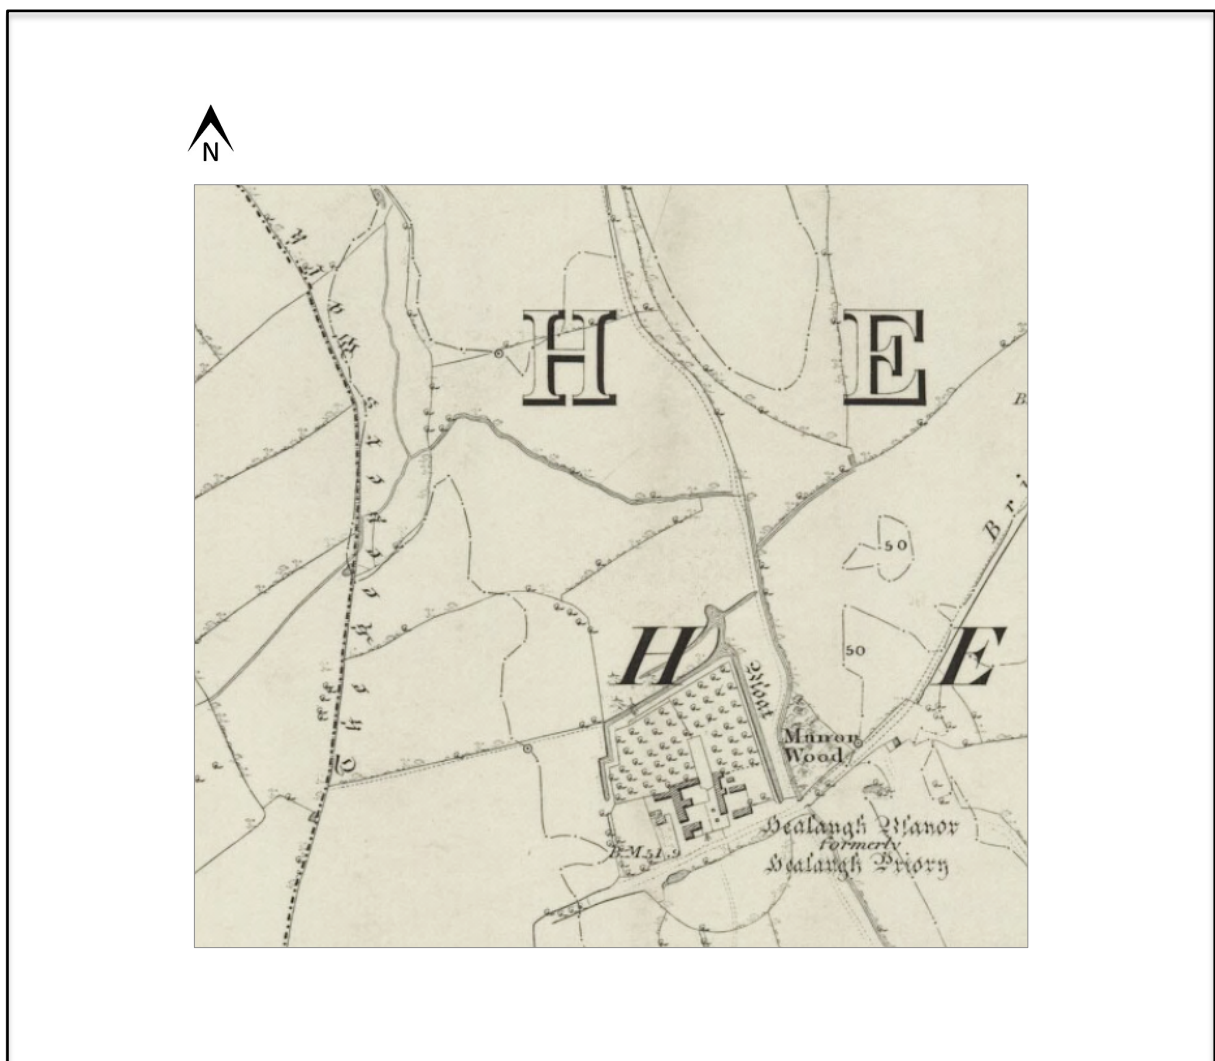 N
H
E
B
Bri
50
50
H
E
Moat
Manor
Wood
Healaugh Manor
formerly
Healaugh Priory
B.M 51.9